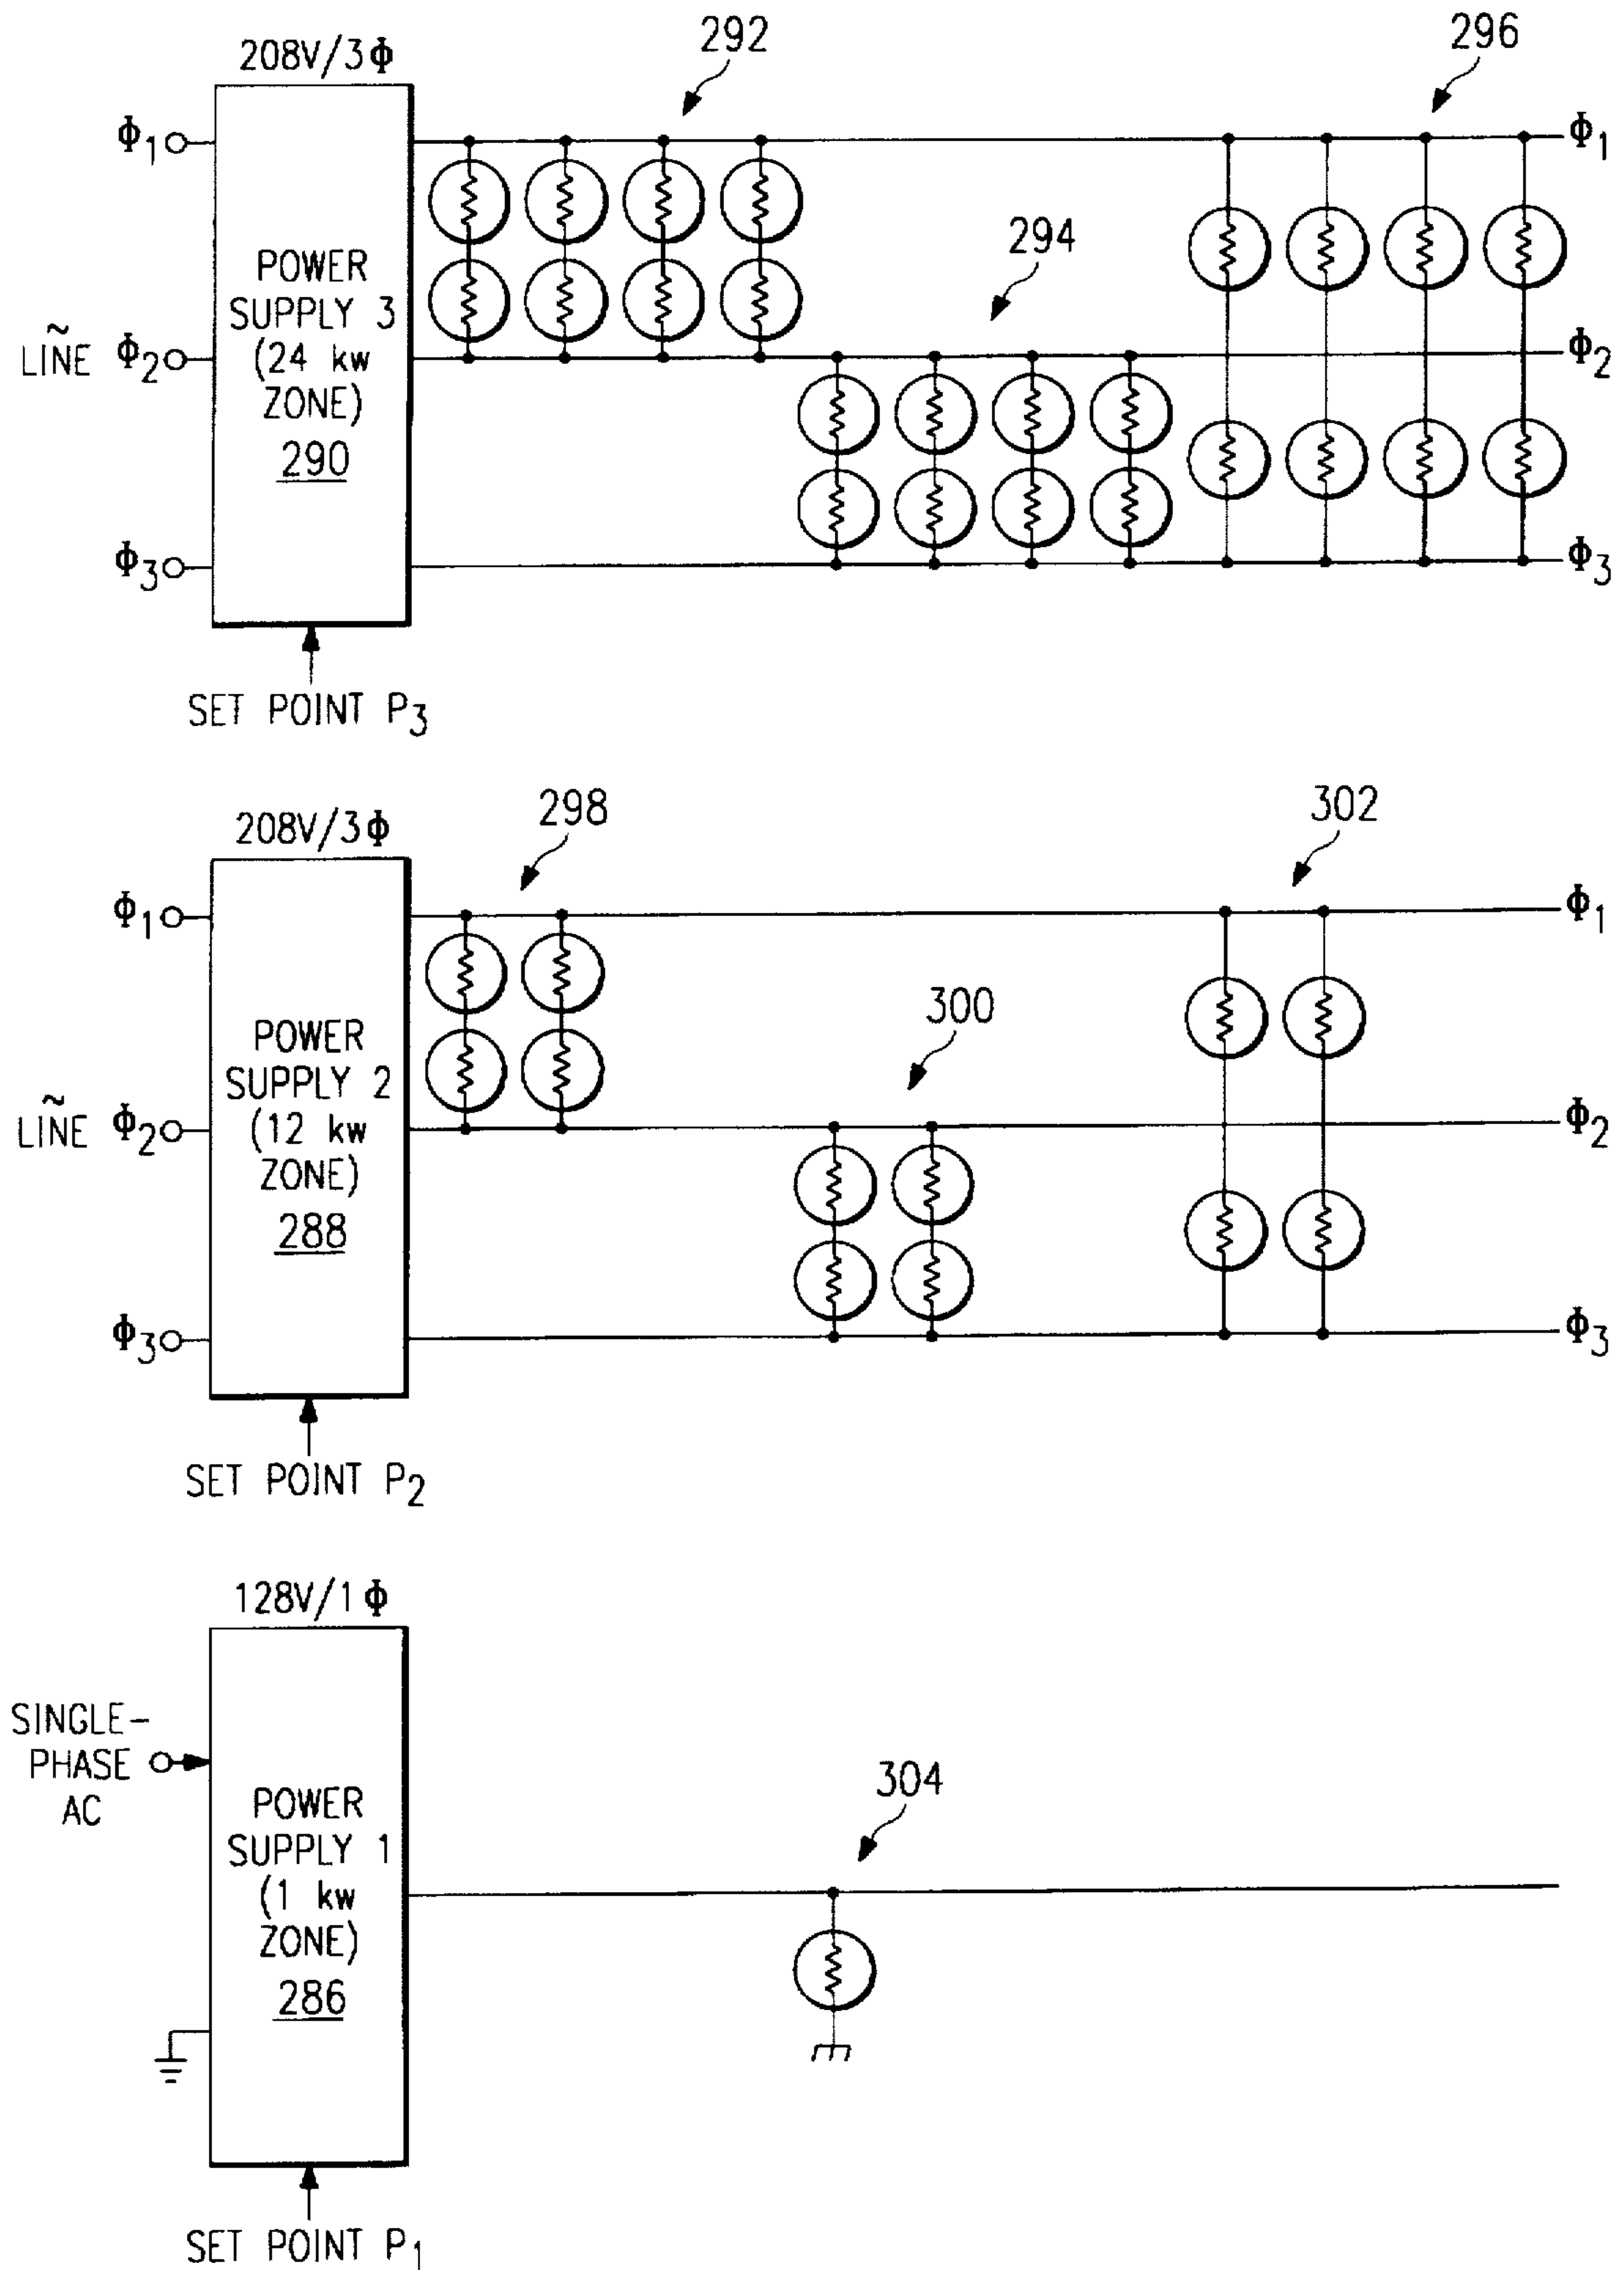 292
296
208V/3Φ
Φ1
Φ1
294
POWER
SUPPLY 3
(24 kw
ZONE)
290
~
LINE Φ2
Φ2
Φ3
Φ3
SET POINT P3
298
302
208V/3Φ
Φ1
Φ1
300
POWER
SUPPLY 2
(12 kw
ZONE)
288
~
LINE Φ2
Φ2
Φ3
Φ3
SET POINT P2
128V/1Φ
SINGLE-
PHASE
AC
304
POWER
SUPPLY 1
(1 kw
ZONE)
286
SET POINT P1